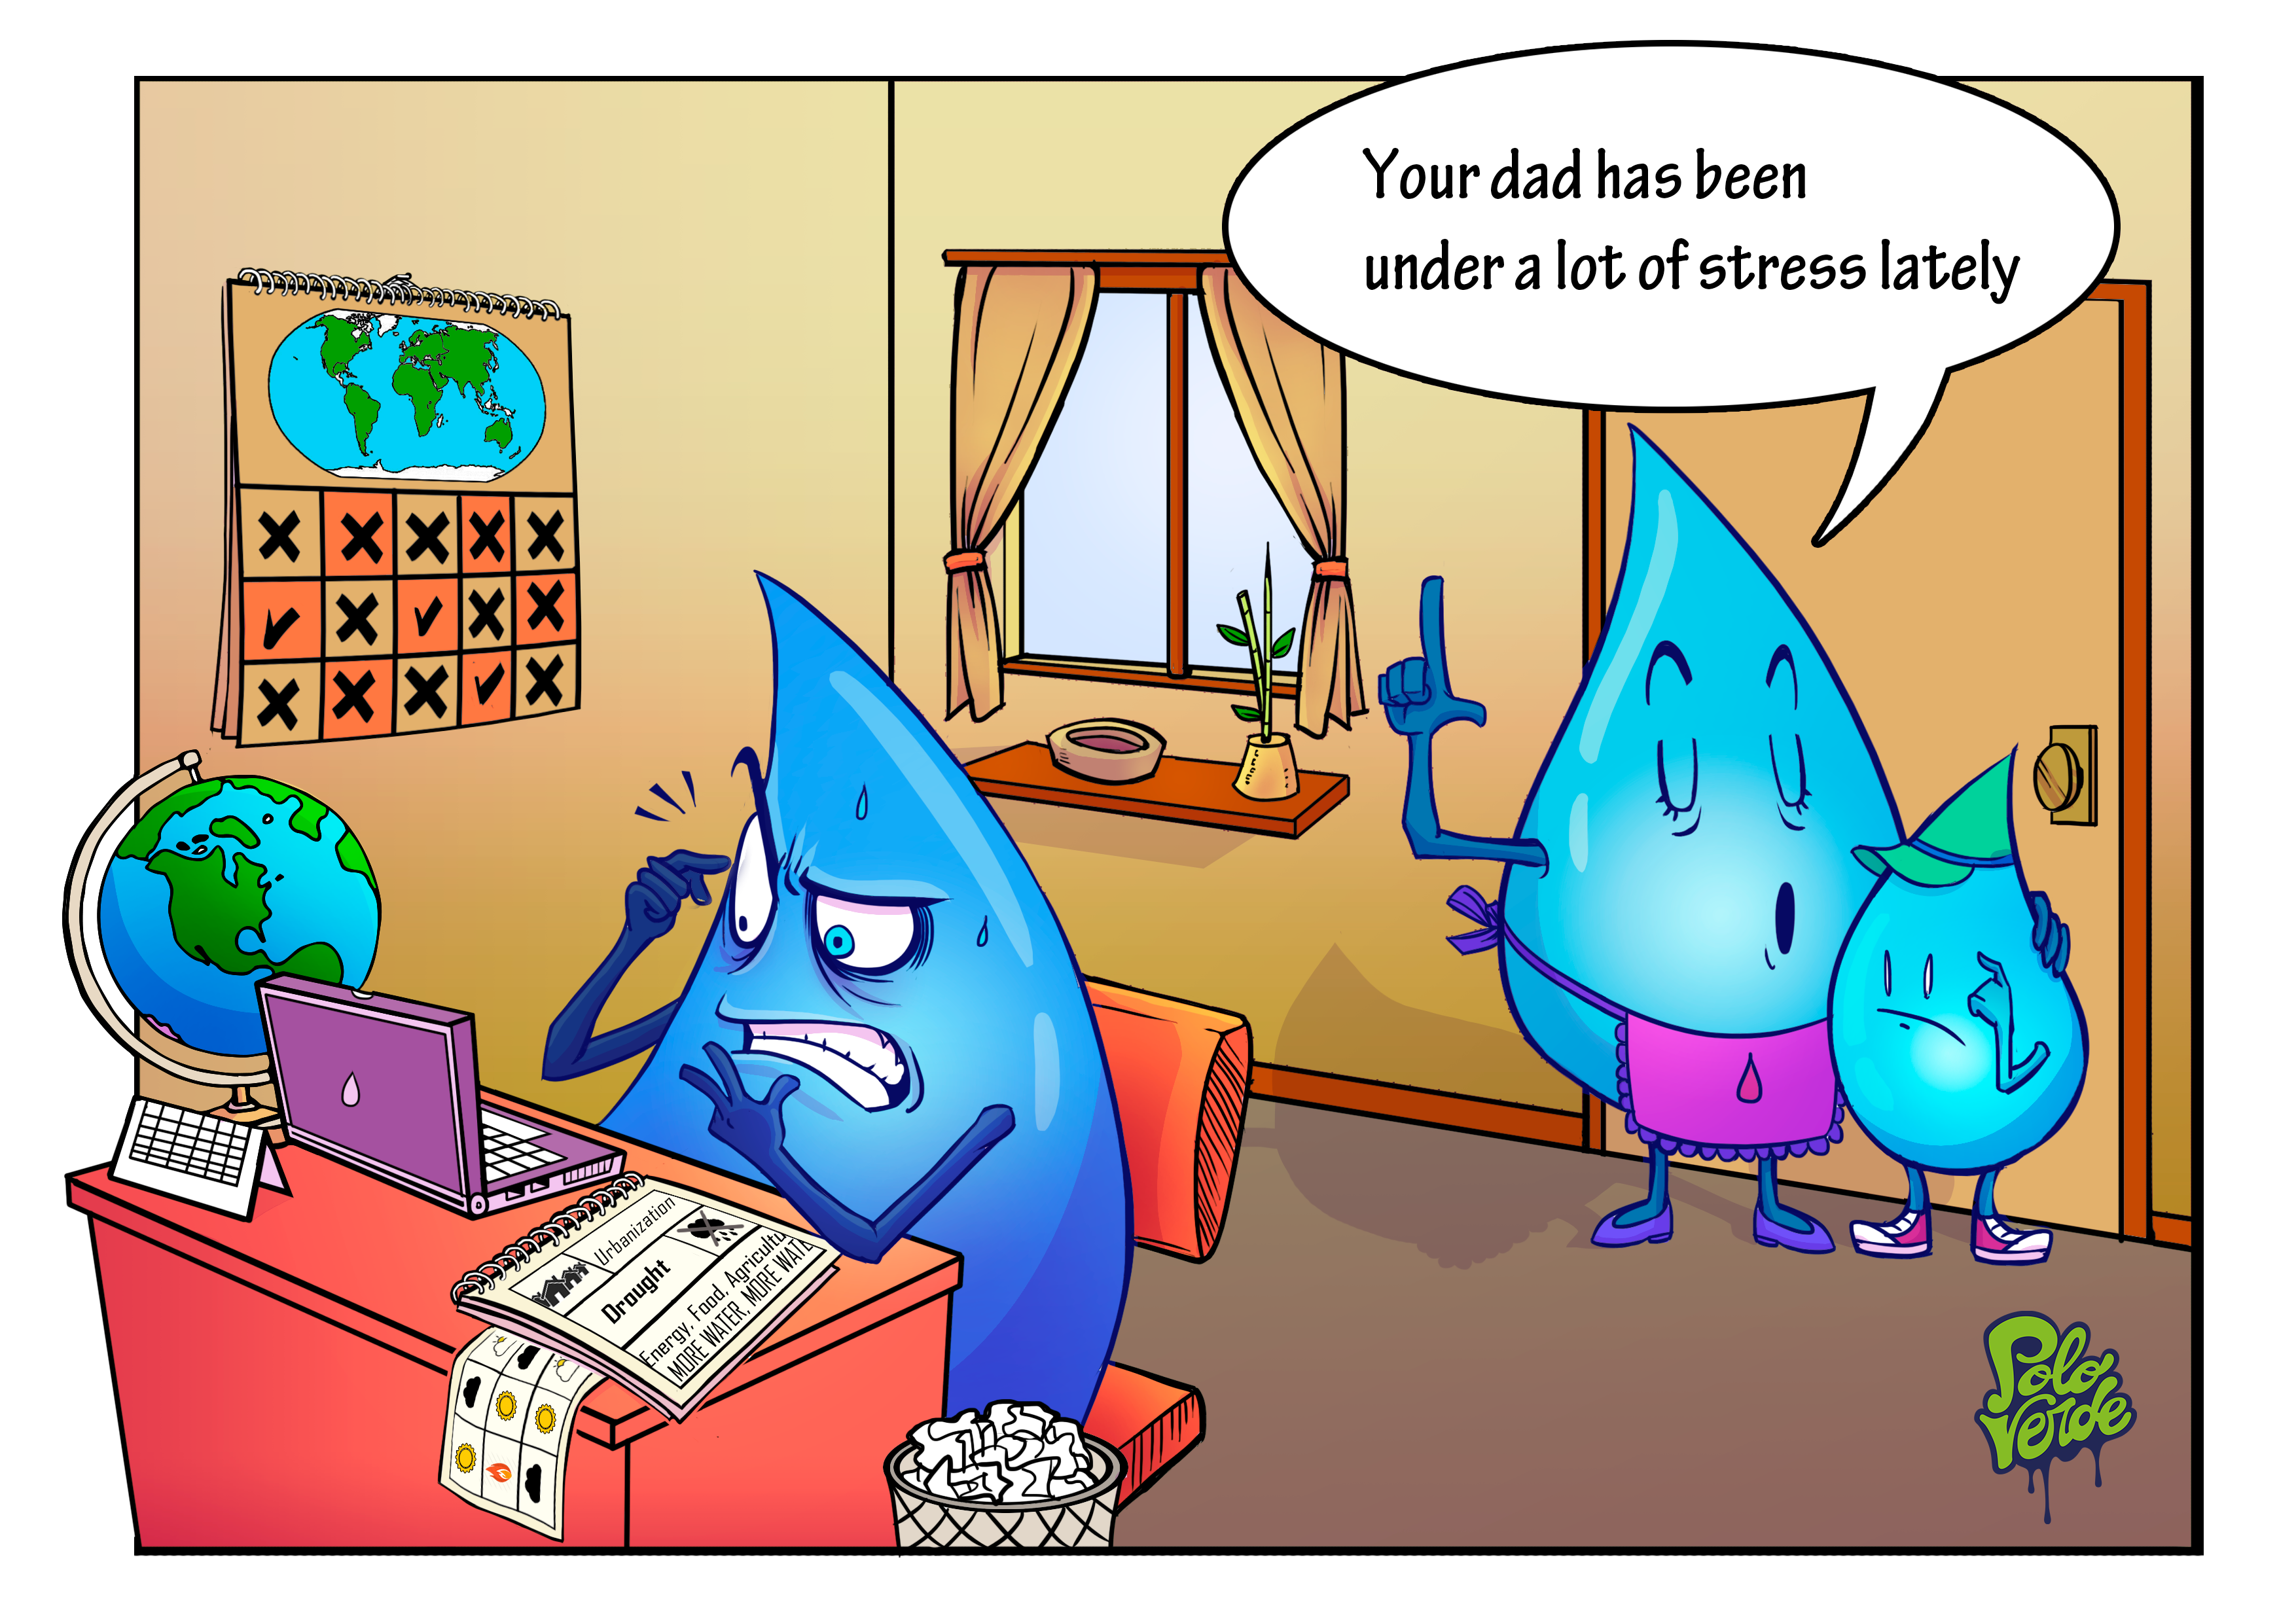 Your dad has been
under a lot of stress lately
Urbanization
Drought
Energy, Food, Agricultu
MORE WATER, MORE WATE
Polo
Verde